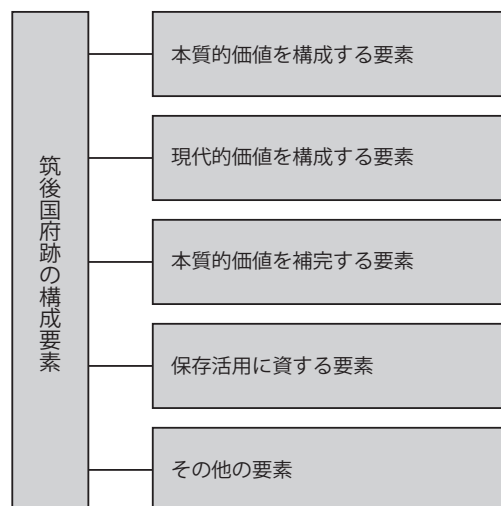 筑後国府跡の構成要素
本質的価値を構成する要素
現代的価値を構成する要素
本質的価値を補完する要素
保存活用に資する要素
その他の要素